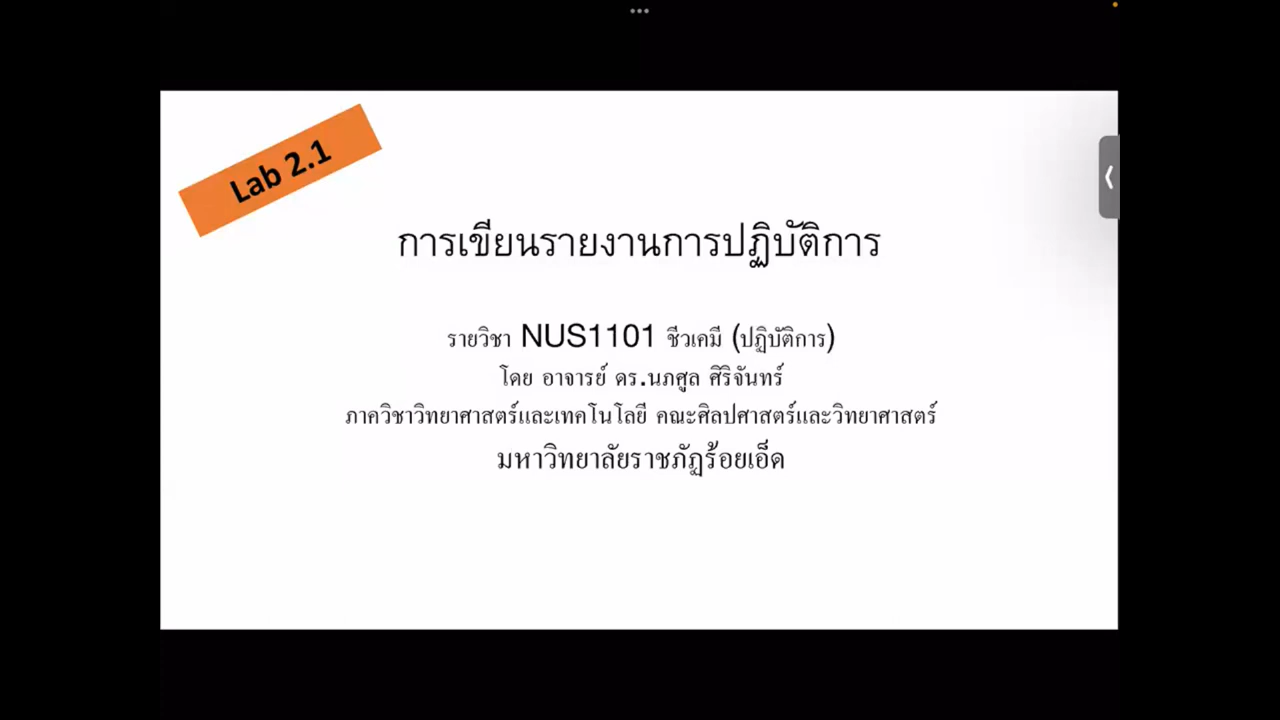 Lab 2.1
การเขียนรายงานการปฏิบัติการ
รายวิชา NUS1101 ชีวเคมี (ปฏิบัติการ)
โดย อาจารย์ ดร.นภศูล ศิริจันทร์
ภาควิชาวิทยาศาสตร์และเทคโนโลยี คณะศิลปศาสตร์และวิทยาศาสตร์
มหาวิทยาลัยราชภัฏร้อยเอ็ด